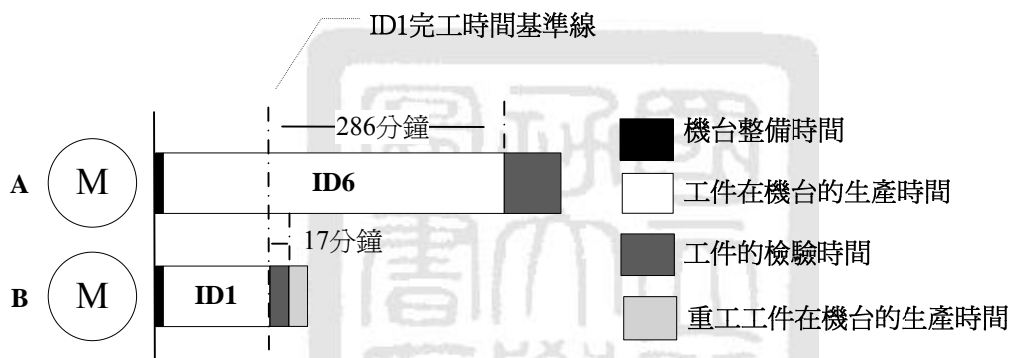 ID1完工時間基準線
286分鐘
機台整備時間
A M ID6
工件在機台的生產時間
17分鐘
工件的檢驗時間
B M ID1
重工工件在機台的生產時間